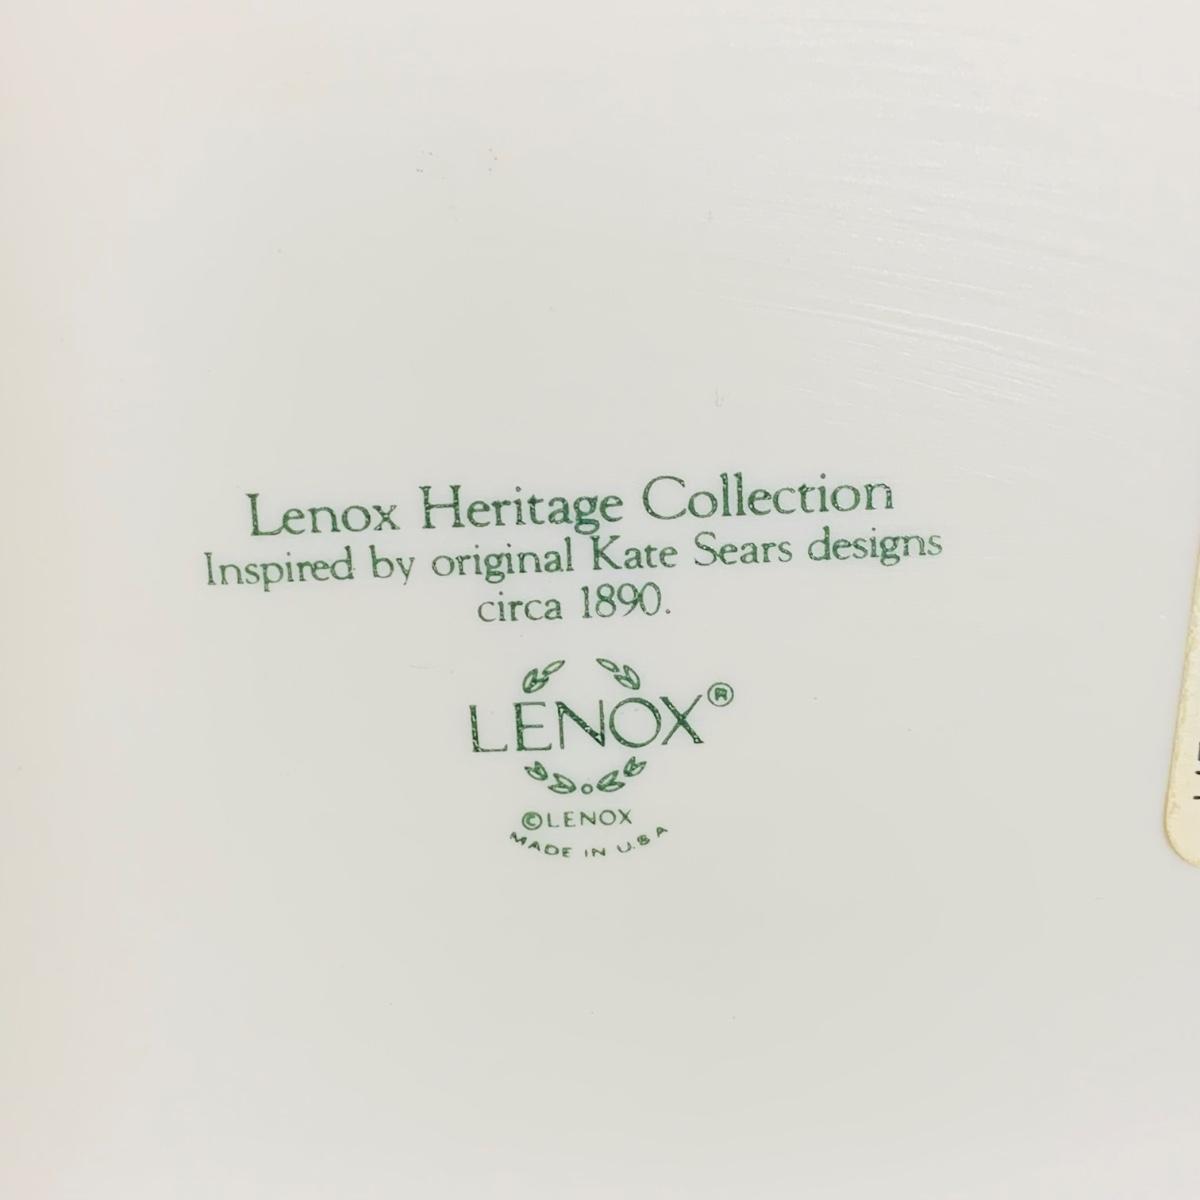 Lenox Heritage Collection
Inspired by original Kate Sears designs
circa 1890.
LENOX®
©LENOX
MADE IN U.S.A